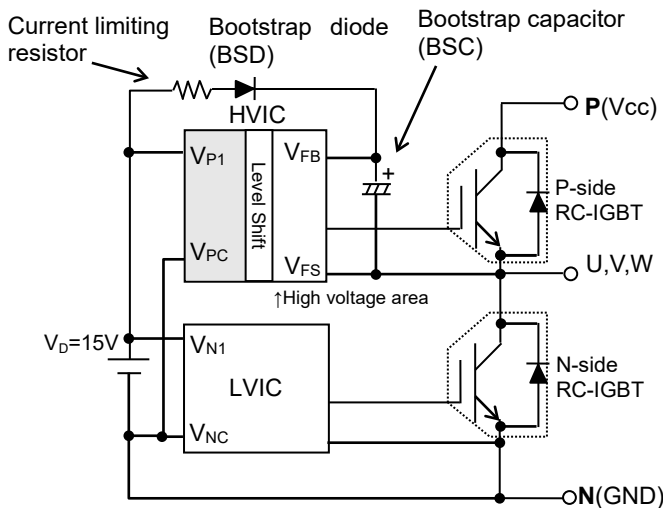 Current limiting
resistor
Bootstrap diode
(BSD)
Bootstrap capacitor
(BSC)
HVIC
P(Vcc)
VP1
Level Shift
VFB
+
P-side
RC-IGBT
VPC
VFS
U,V,W
↑High voltage area
VD=15V
VN1
LVIC
N-side
RC-IGBT
VNC
N(GND)